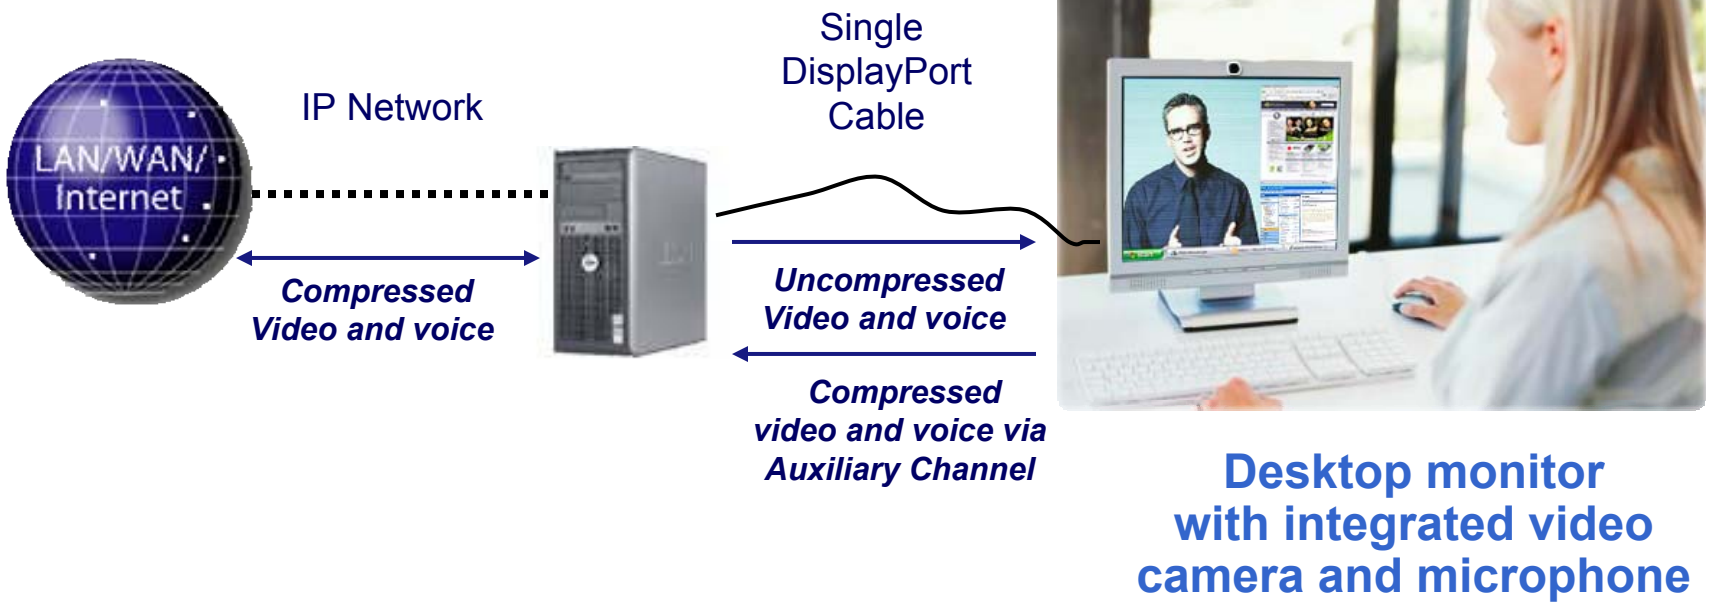 LAN/WAN/
Internet
IP Network
Compressed
Video and voice
Single
DisplayPort
Cable
Uncompressed
Video and voice
Compressed
video and voice via
Auxiliary Channel
Desktop monitor
with integrated video
camera and microphone